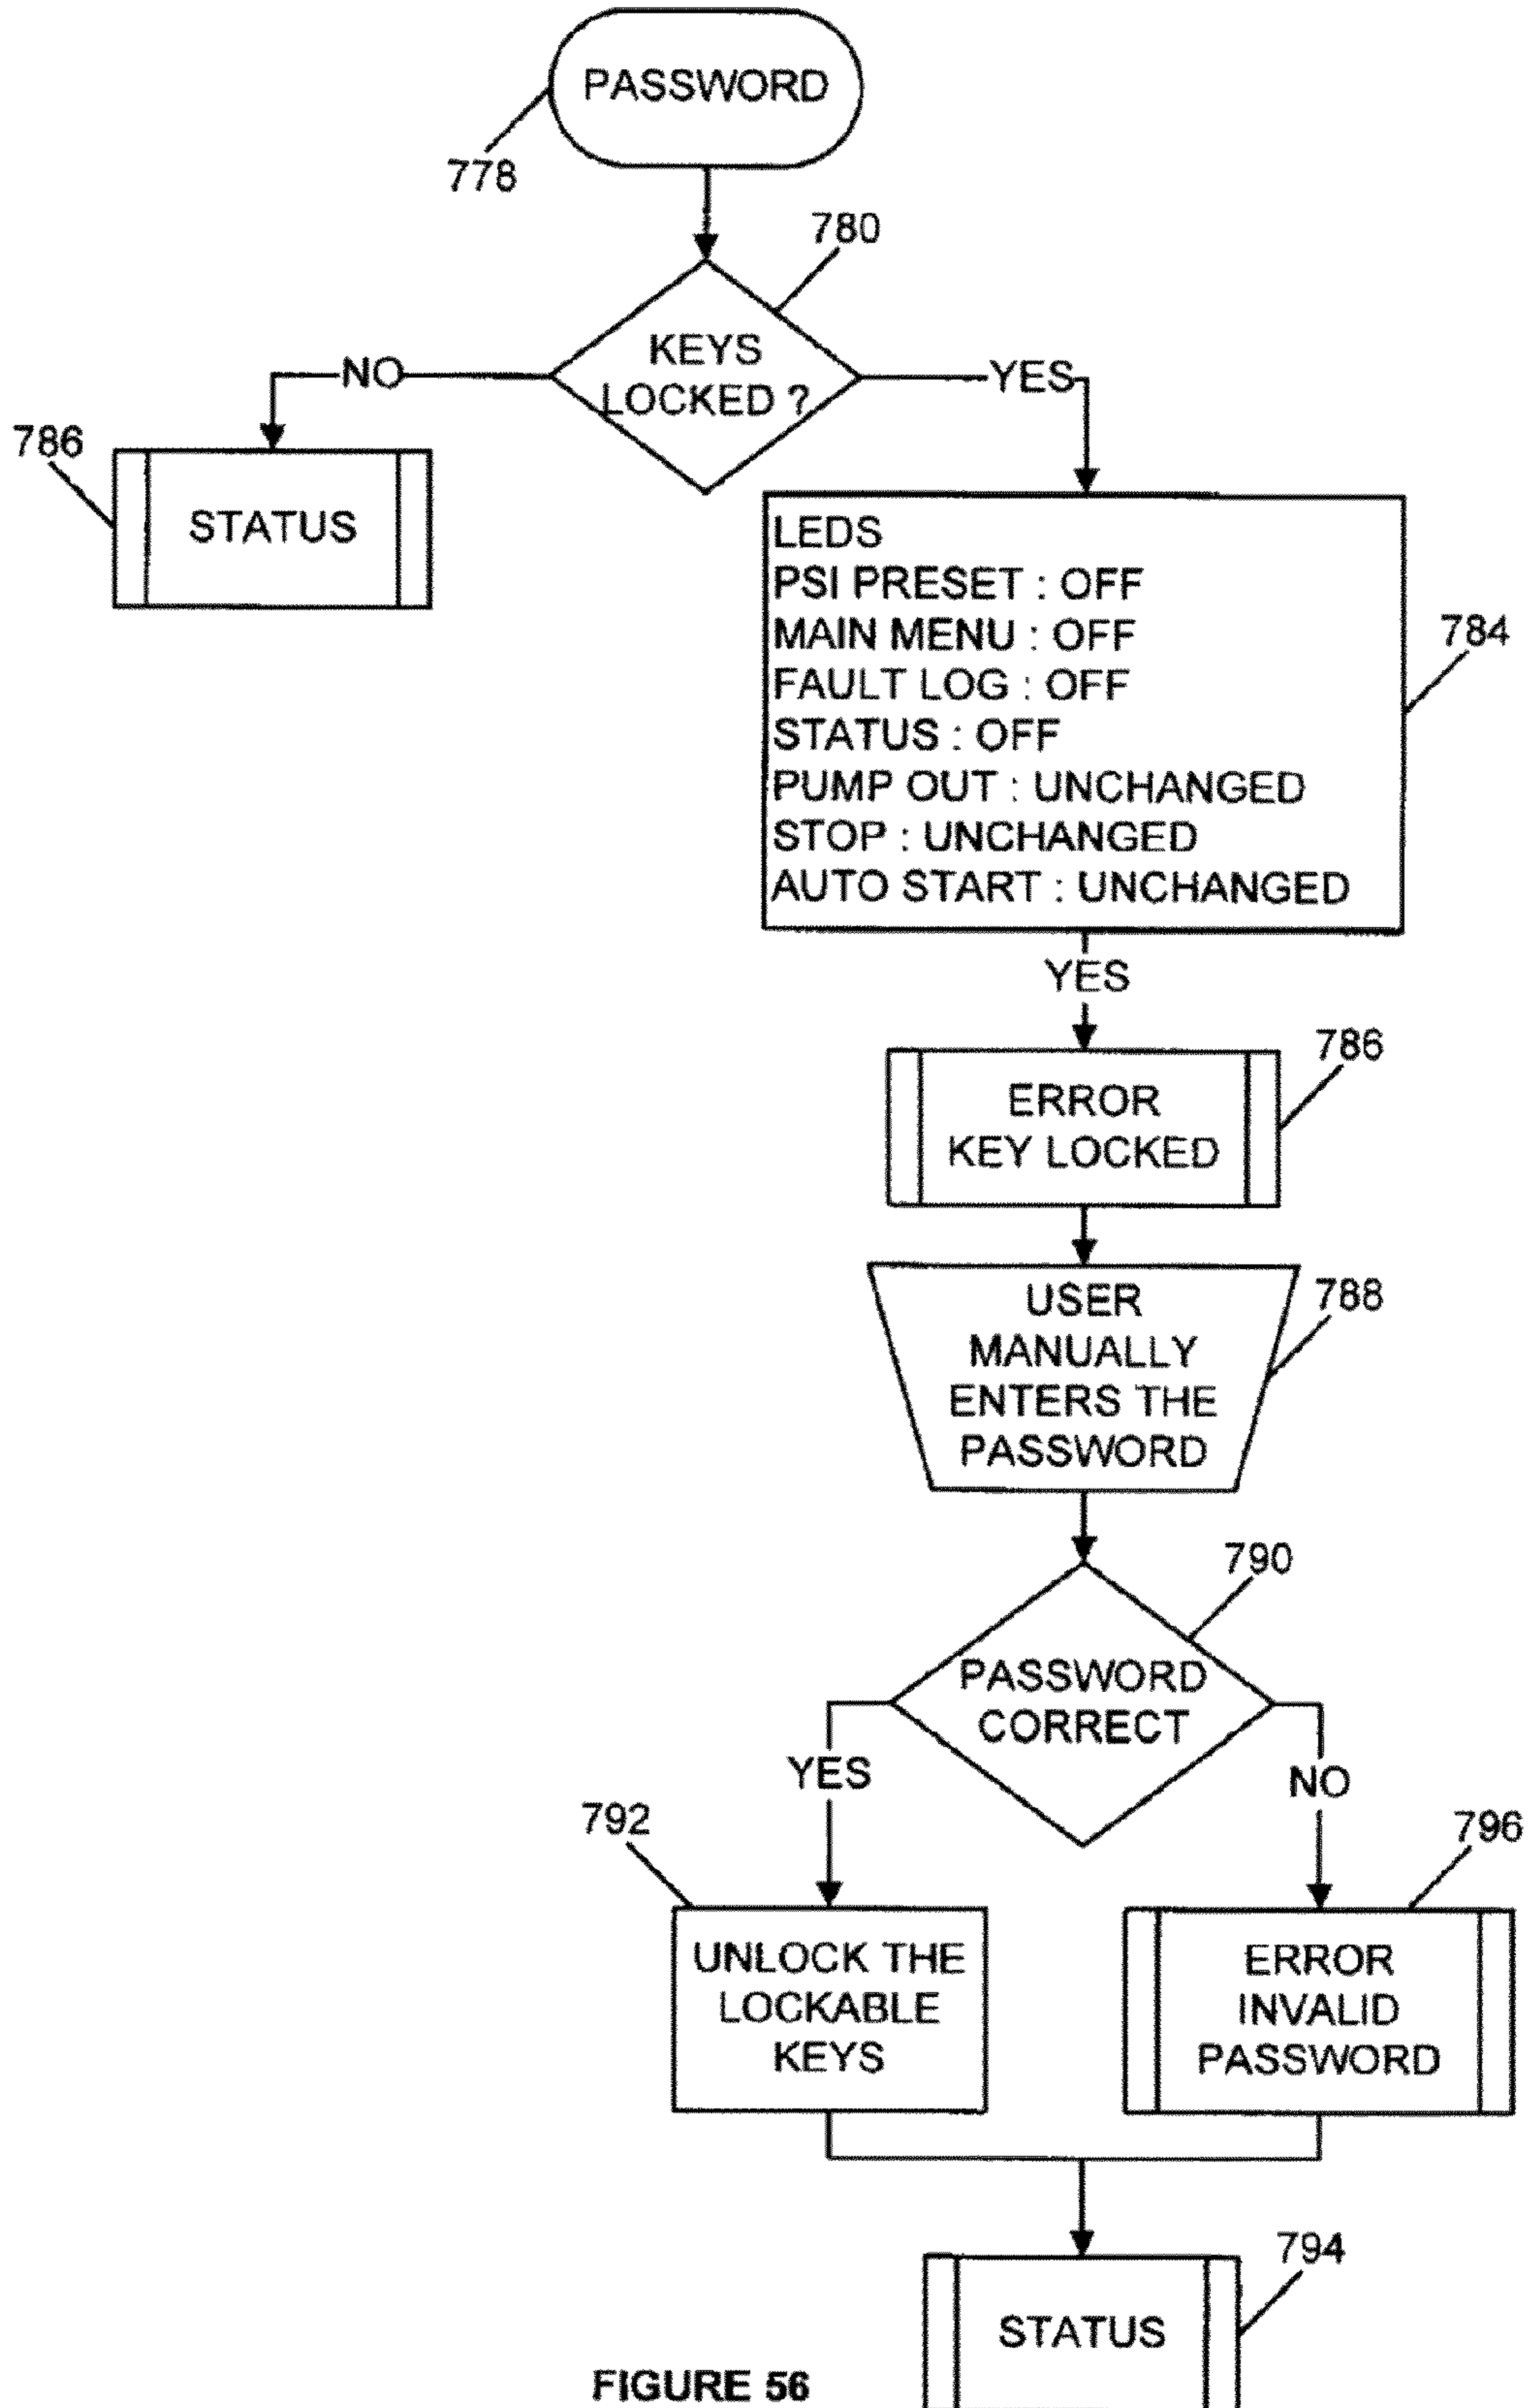 PASSWORD
778
780
KEYS
LOCKED ?
NO
YES
786
STATUS
LEDS
PSI PRESET : OFF
MAIN MENU : OFF
FAULT LOG : OFF
STATUS : OFF
PUMP OUT : UNCHANGED
STOP : UNCHANGED
AUTO START : UNCHANGED
784
YES
786
ERROR
KEY LOCKED
USER
MANUALLY
ENTERS THE
PASSWORD
788
790
PASSWORD
CORRECT
YES
NO
792
796
UNLOCK THE
LOCKABLE
KEYS
ERROR
INVALID
PASSWORD
794
STATUS
FIGURE 56